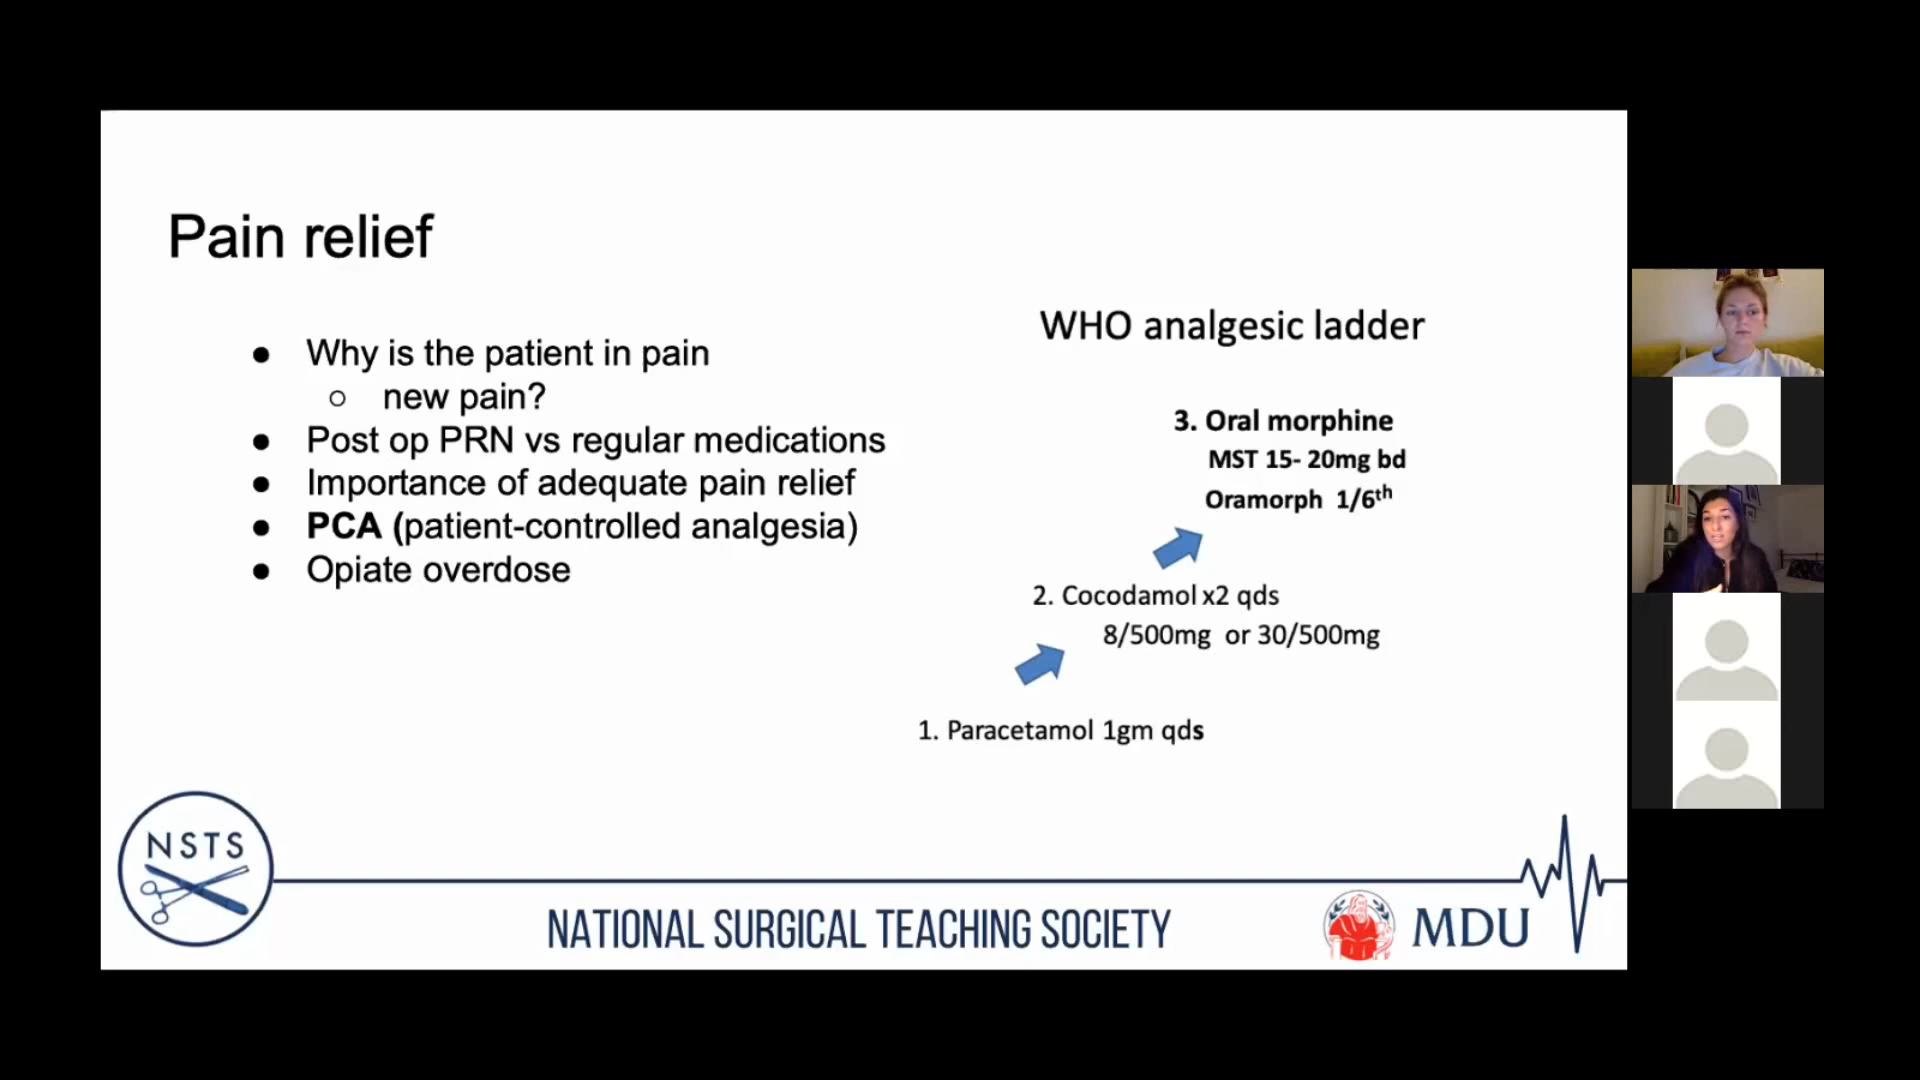 Pain relief
● Why is the patient in pain
○ new pain?
● Post op PRN vs regular medications
● Importance of adequate pain relief
● PCA (patient-controlled analgesia)
● Opiate overdose
WHO analgesic ladder
3. Oral morphine
MST 15- 20mg bd
Oramorph 1/6th
2. Cocodamol x2 qds
8/500mg or 30/500mg
1. Paracetamol 1gm qds
NSTS
NATIONAL SURGICAL TEACHING SOCIETY
MDU